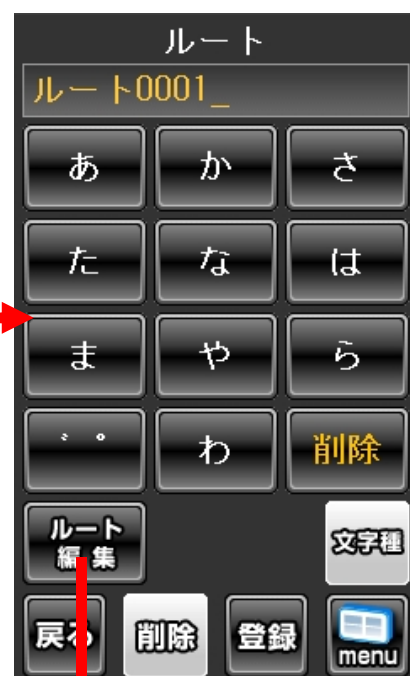 ルート
ルート0001_
あ か さ
た な は
ま や ら
゛゜ わ 削除
ルート
編集 文字種
戻る 削除 登録 menu